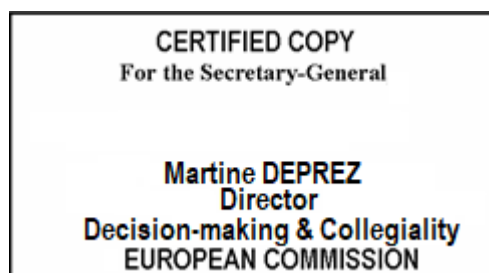 CERTIFIED COPY
For the Secretary-General
Martine DEPREZ
Director
Decision-making & Collegiality
EUROPEAN COMMISSION